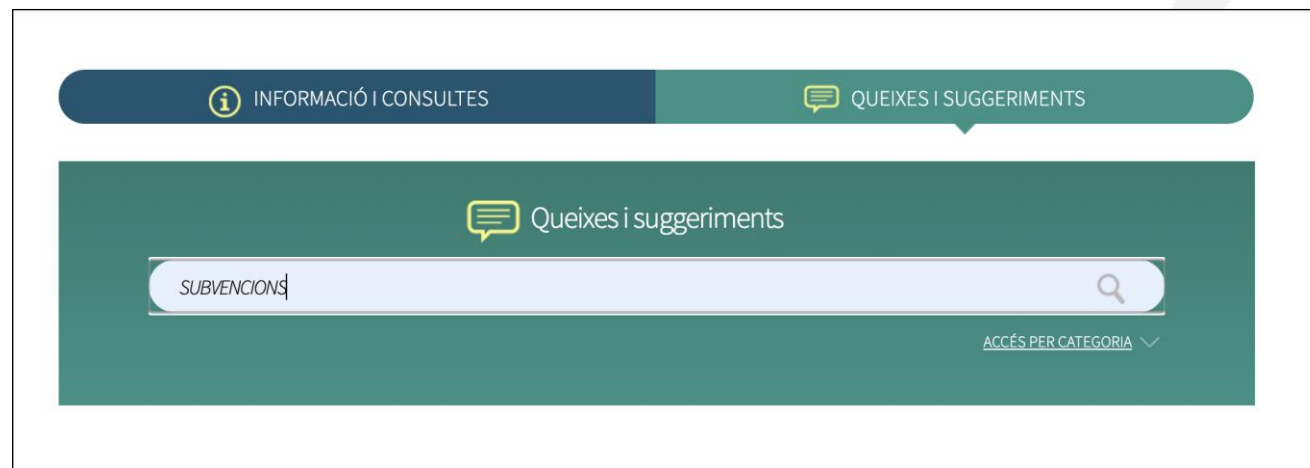 INFORMACIÓ I CONSULTES
QUEIXES I SUGGERIMENTS
Queixes i suggeriments
SUBVENCIONS
ACCÉS PER CATEGORIA